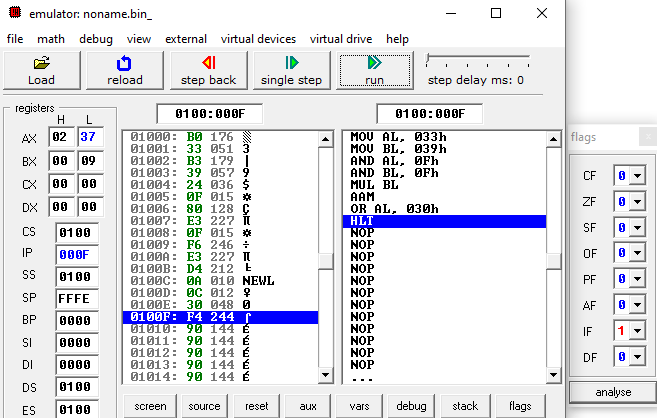 emulator: noname.bin_
file math debug view external virtual devices virtual drive help
Load reload step back single step run step delay ms: 0
registers
H L
AX 02 37
BX 00 09
CX 00 00
DX 00 00
CS 0100
IP 000F
SS 0100
SP FFFE
BP 0000
SI 0000
DI 0000
DS 0100
ES 0100
0100:000F 0100:000F
01000: B0 176 ▒
01001: 33 051 3
01002: B3 179 │
01003: 39 057 9
01004: 24 036 $
01005: 0F 015 ☼
01006: 80 128 Ç
01007: E3 227 π
01008: 0F 015 ☼
01009: F6 246 ÷
0100A: E3 227 π
0100B: D4 212 ╘
0100C: 0A 010 NEWL
0100D: 0C 012 ♀
0100E: 30 048 0
0100F: F4 244 ⌠
01010: 90 144 É
01011: 90 144 É
01012: 90 144 É
01013: 90 144 É
01014: 90 144 É
MOV AL, 033h
MOV BL, 039h
AND AL, 0Fh
AND BL, 0Fh
MUL BL
AAM
OR AL, 030h
HLT
NOP
NOP
NOP
NOP
NOP
NOP
NOP
NOP
NOP
NOP
NOP
NOP
...
screen source reset aux vars debug stack flags
flags
CF 0
ZF 0
SF 0
OF 0
PF 0
AF 0
IF 1
DF 0
analyse